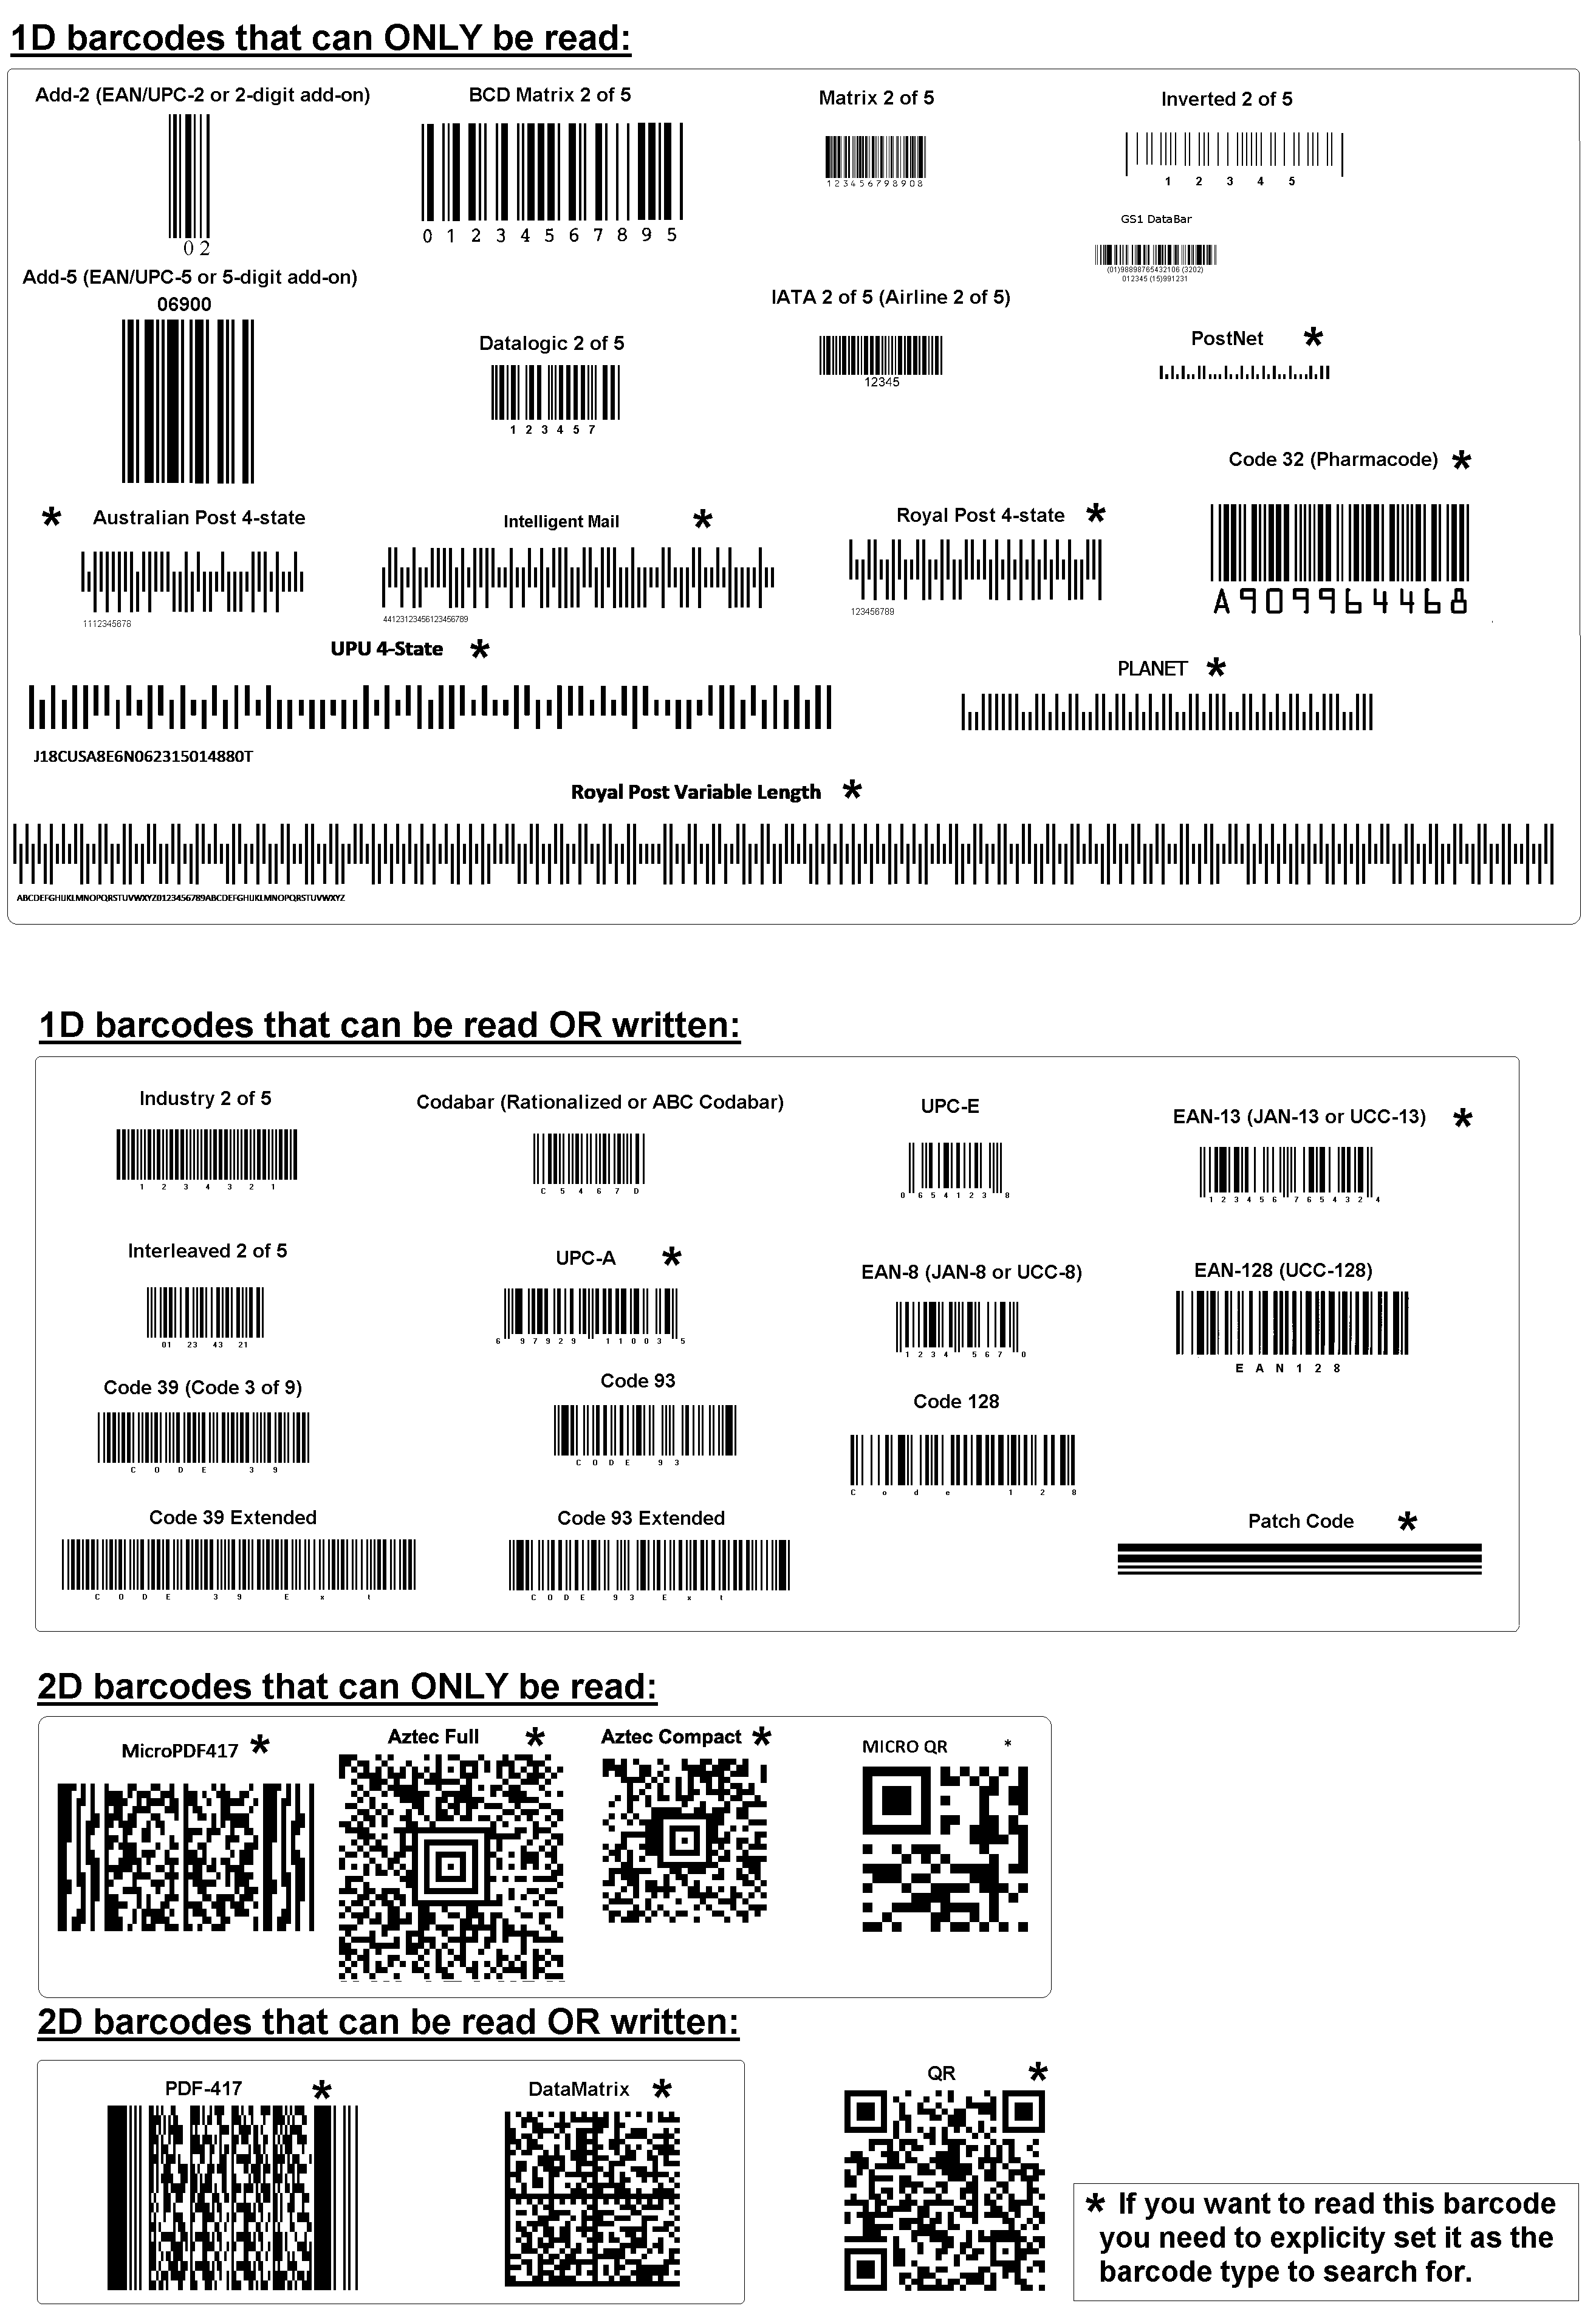 1D barcodes that can ONLY be read:
Add-2 (EAN/UPC-2 or 2-digit add-on)
BCD Matrix 2 of 5
Matrix 2 of 5
Inverted 2 of 5
02
0 1 2 3 4 5 6 7 8 9 5
123456798908
1 2 3 4 5
GS1 DataBar
(01)98898765432106 (3202)
012345 (15)991231
Add-5 (EAN/UPC-5 or 5-digit add-on)
06900
Datalogic 2 of 5
1 2 3 4 5 7
IATA 2 of 5 (Airline 2 of 5)
12345
PostNet *
Code 32 (Pharmacode) *
A909964468
* Australian Post 4-state
1112345678
Intelligent Mail *
44123123456123456789
Royal Post 4-state *
123456789
UPU 4-State *
J18CUSA8E6N062315014880T
PLANET *
Royal Post Variable Length *
ABCDEFGHIJKLMNOPQRSTUVWXYZ0123456789ABCDEFGHIJKLMNOPQRSTUVWXYZ
1D barcodes that can be read OR written:
Industry 2 of 5
1 2 3 4 3 2 1
Codabar (Rationalized or ABC Codabar)
C 5 4 6 7 D
UPC-E
0 6 5 4 1 2 3 8
EAN-13 (JAN-13 or UCC-13) *
1 2 3 4 5 6 7 6 5 4 3 2 4
Interleaved 2 of 5
01 23 43 21
UPC-A *
6 97929 11003 5
EAN-8 (JAN-8 or UCC-8)
1 2 3 4 5 6 7 0
EAN-128 (UCC-128)
E A N 1 2 8
Code 39 (Code 3 of 9)
C O D E 3 9
Code 93
C O D E 9 3
Code 128
C o d e 1 2 8
Code 39 Extended
C O D E 3 9 E x t
Code 93 Extended
C O D E 9 3 E x t
Patch Code *
2D barcodes that can ONLY be read:
MicroPDF417 *
Aztec Full *
Aztec Compact *
MICRO QR *
2D barcodes that can be read OR written:
PDF-417 *
DataMatrix *
QR *
* If you want to read this barcode
you need to explicity set it as the
barcode type to search for.